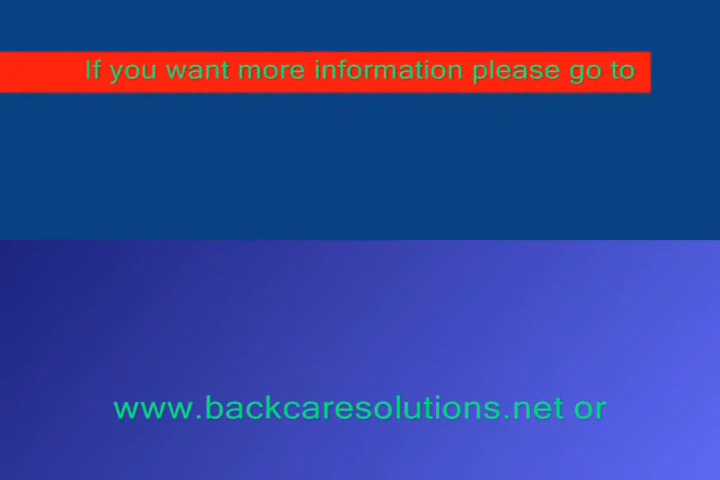 If you want more information please go to
www.backcaresolutions.net or